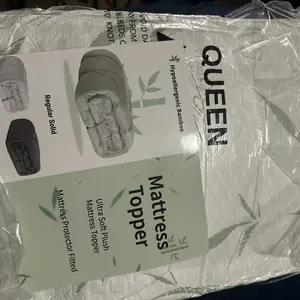 QUEEN
Hypoallergenic Bamboo
Regular Solid
Mattress
Topper
Ultra Soft Plush
Mattress Topper
Mattress Protector Fitted